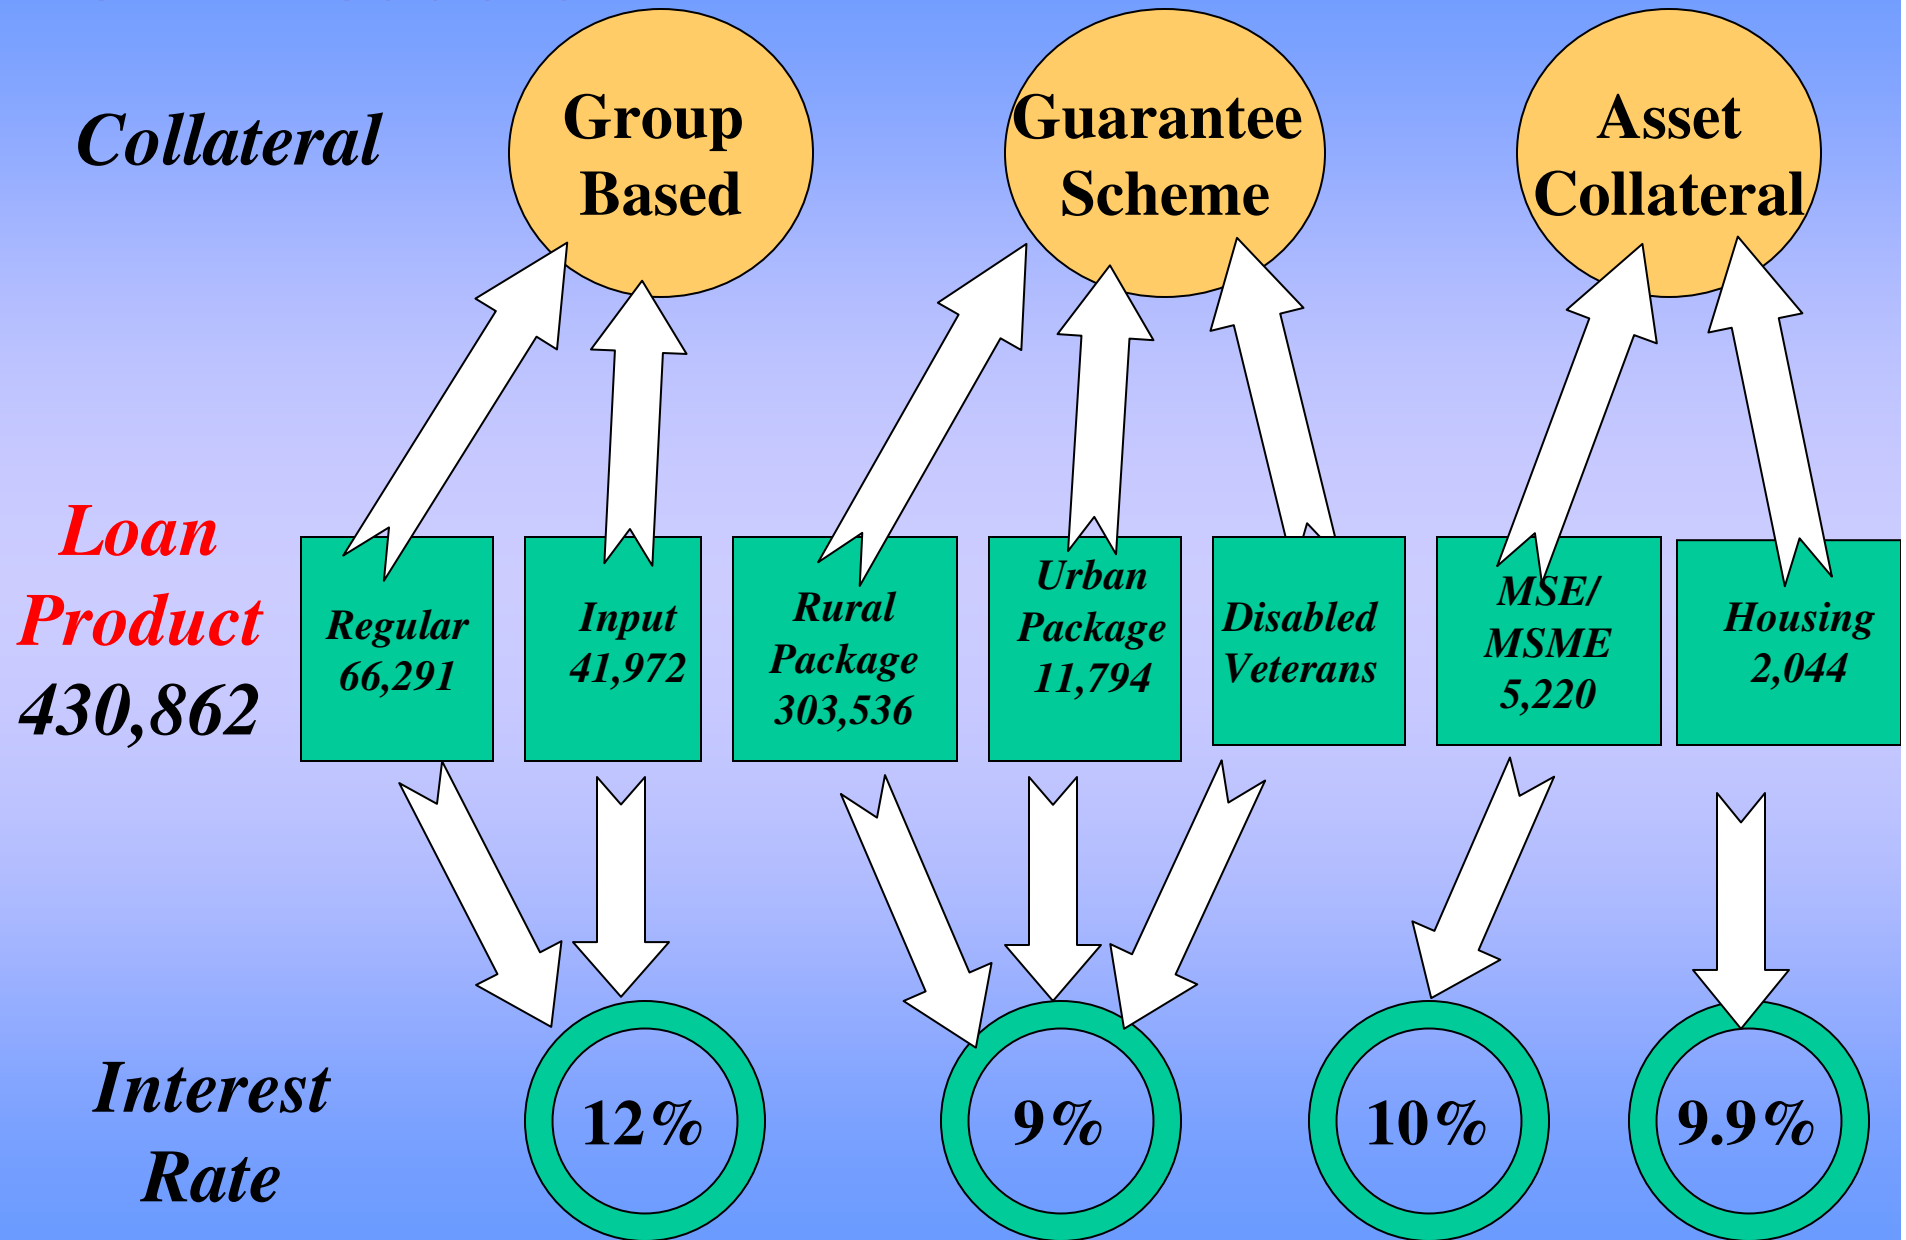 Collateral
Group
Based
Guarantee
Scheme
Asset
Collateral
Loan
Product
430,862
Regular
66,291
Input
41,972
Rural
Package
303,536
Urban
Package
11,794
Disabled
Veterans
MSE/
MSME
5,220
Housing
2,044
Interest
Rate
12%
9%
10%
9.9%